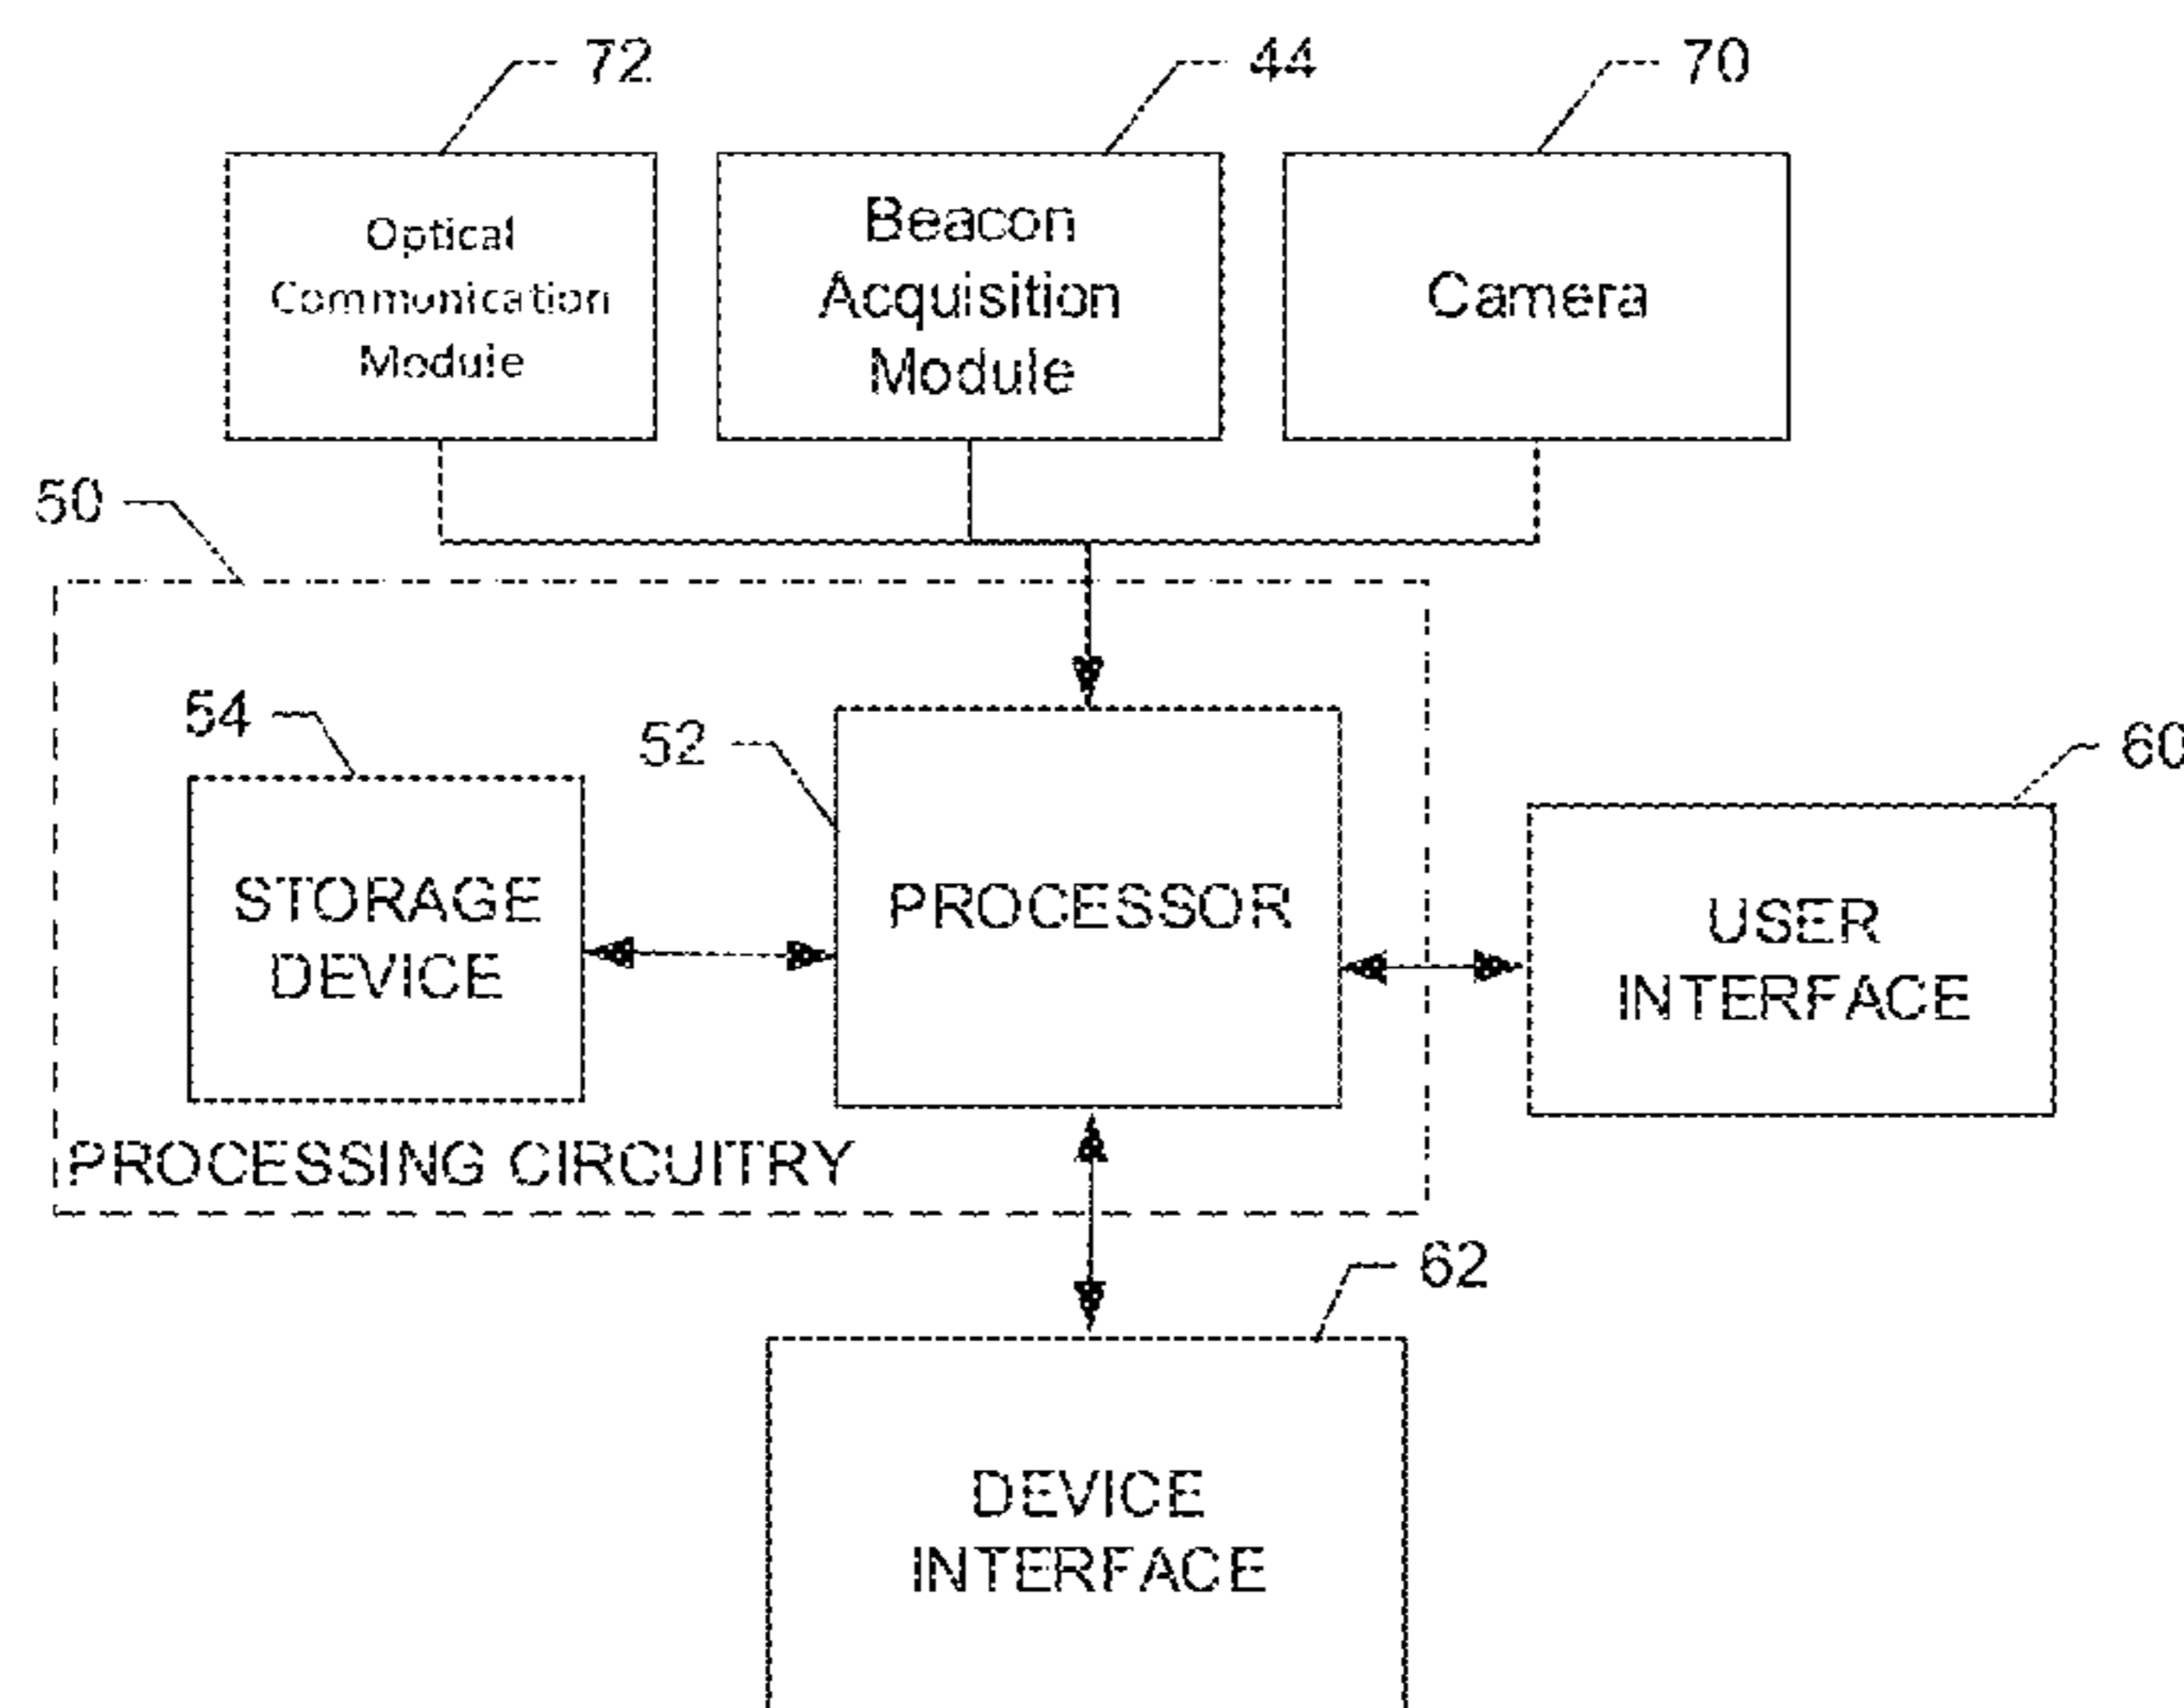 72
44
70
Optical
Communication
Module
Beacon
Acquisition
Module
Camera
50
54
52
60
STORAGE
DEVICE
PROCESSOR
USER
INTERFACE
PROCESSING CIRCUITRY
62
DEVICE
INTERFACE